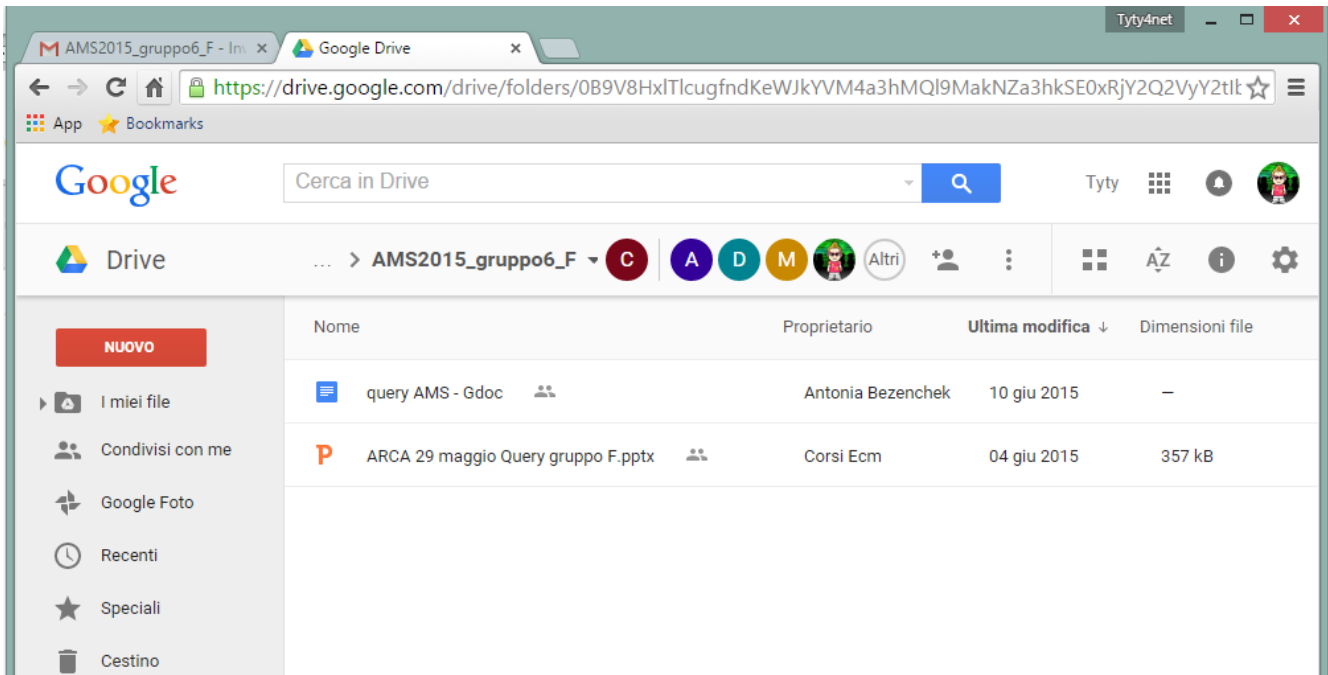 Tyty4net
AMS2015_gruppo6_F - In
Google Drive
https://drive.google.com/drive/folders/0B9V8HxlTlcugfndKeWJkYVM4a3hMQl9MakNZa3hkSE0xRjY2Q2VyY2tIb
App Bookmarks
Google Cerca in Drive Tyty
Drive ... > AMS2015_gruppo6_F C A D M Altri AZ
NUOVO
Nome Proprietario Ultima modifica ↓ Dimensioni file
query AMS - Gdoc Antonia Bezenchek 10 giu 2015 —
P ARCA 29 maggio Query gruppo F.pptx Corsi Ecm 04 giu 2015 357 kB
I miei file
Condivisi con me
Google Foto
Recenti
Speciali
Cestino